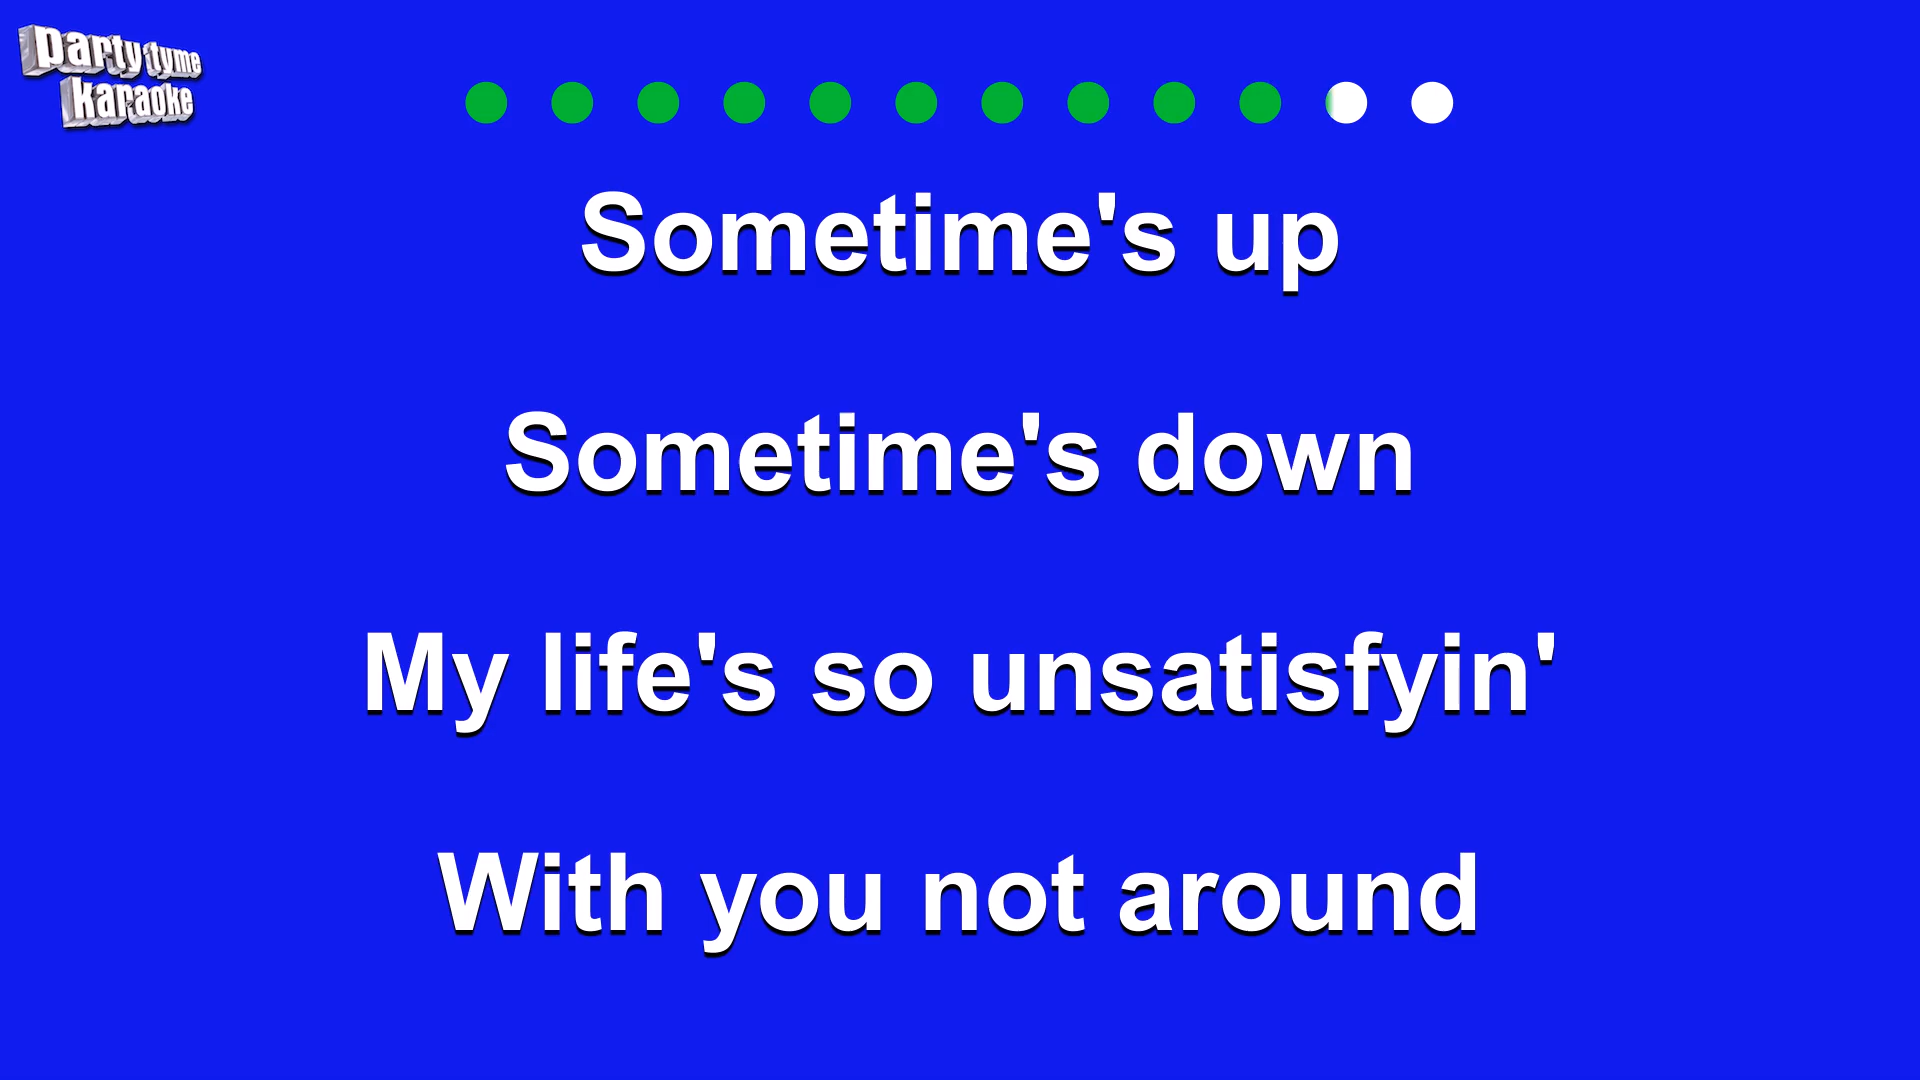 party tyme
karaoke
Sometime's up
Sometime's down
My life's so unsatisfyin'
With you not around